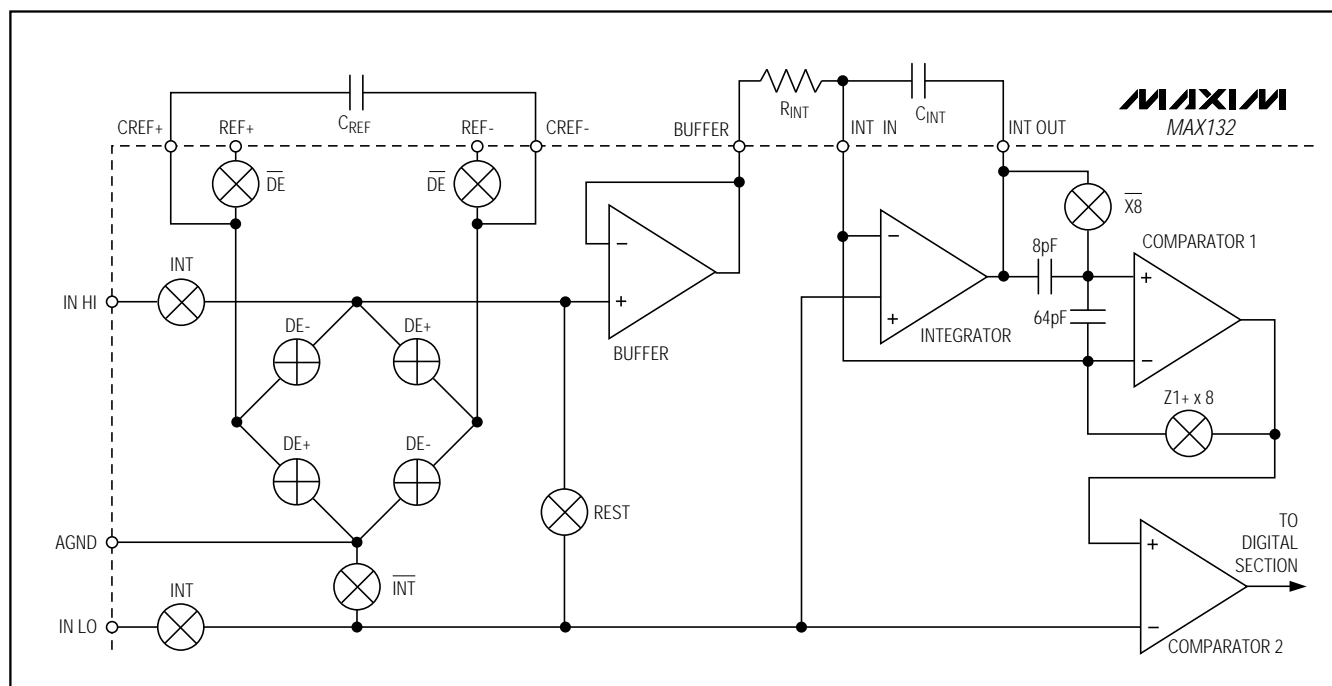 MAXIM
MAX132
CREF
RINT
CINT
CREF+
REF+
REF-
CREF-
BUFFER
INT IN
INT OUT
DE
DE
X8
8pF
COMPARATOR 1
INT
IN HI
+
-
-
+
+
64pF
-
DE-
DE+
BUFFER
INTEGRATOR
Z1+ x 8
DE+
DE-
REST
AGND
INT
INT
IN LO
+
-
TO
DIGITAL
SECTION
COMPARATOR 2